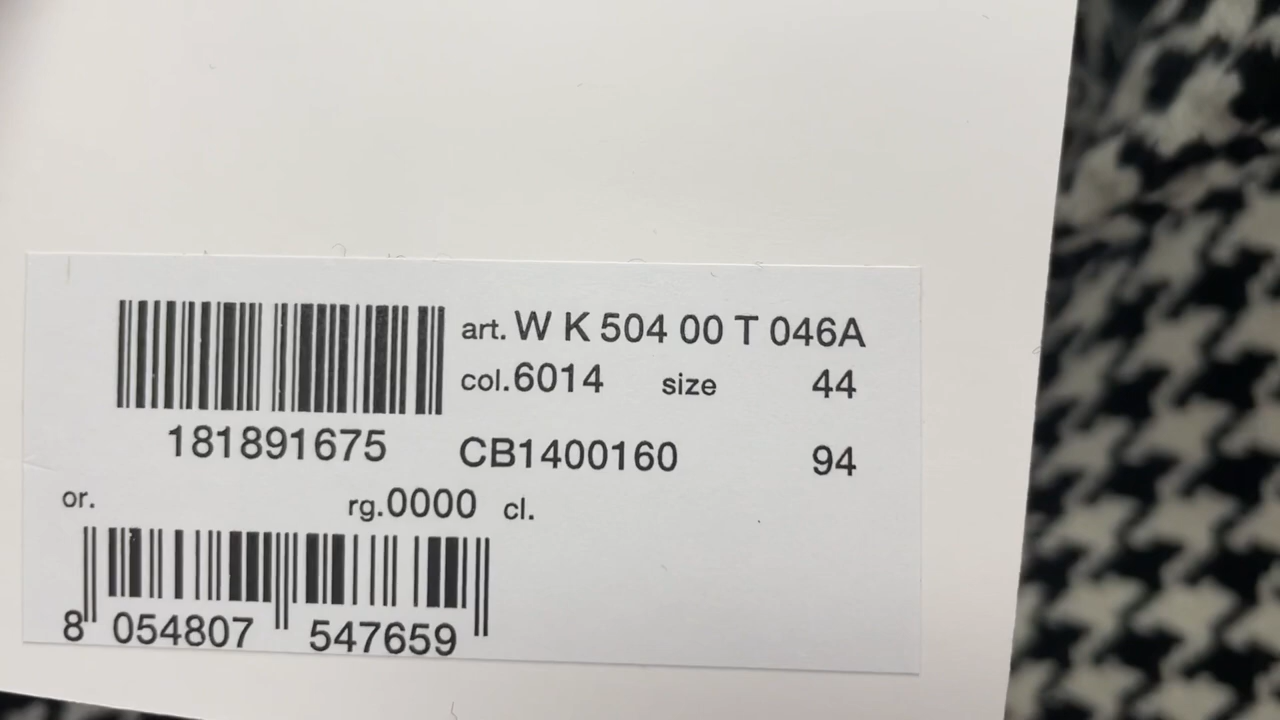 art. W K 504 00 T 046A
col.6014 size 44
181891675 CB1400160 94
or. rg.0000 cl.
8 054807 547659